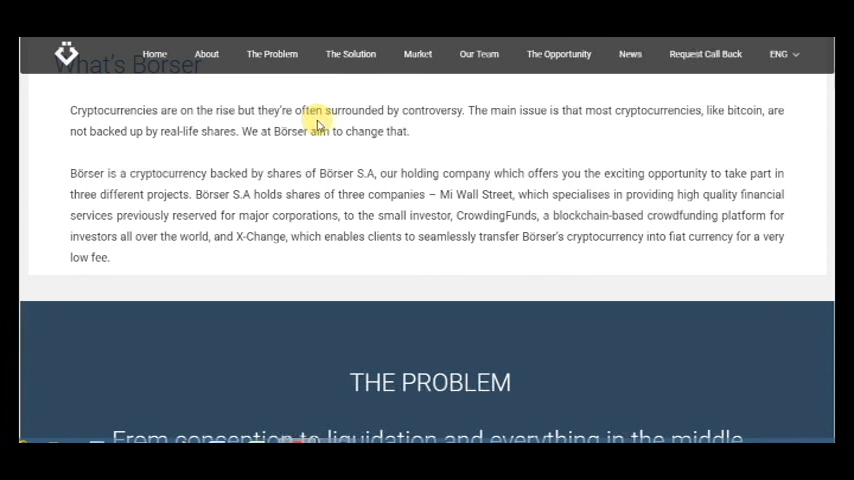 What's Börser
Home About The Problem The Solution Market Our Team The Opportunity News Request Call Back ENG
Cryptocurrencies are on the rise but they're often surrounded by controversy. The main issue is that most cryptocurrencies, like bitcoin, are
not backed up by real-life shares. We at Börser aim to change that.
Börser is a cryptocurrency backed by shares of Börser S.A, our holding company which offers you the exciting opportunity to take part in
three different projects. Börser S.A holds shares of three companies – Mi Wall Street, which specialises in providing high quality financial
services previously reserved for major corporations, to the small investor, CrowdingFunds, a blockchain-based crowdfunding platform for
investors all over the world, and X-Change, which enables clients to seamlessly transfer Börser's cryptocurrency into fiat currency for a very
low fee.
THE PROBLEM
From conception to liquidation and everything in the middle